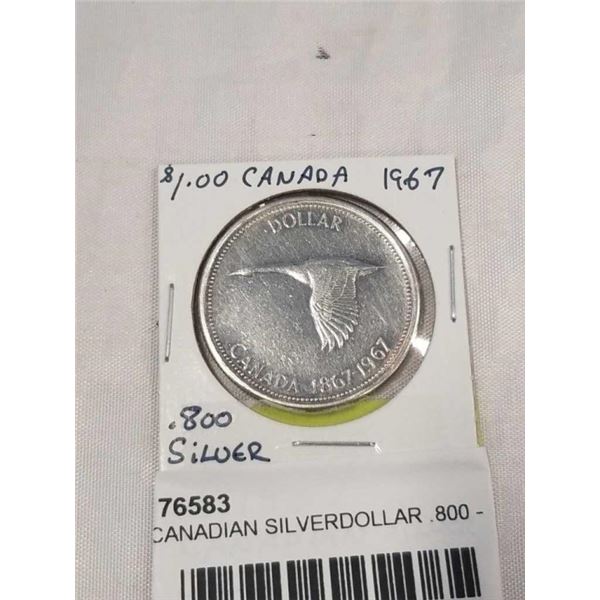 $1.00 CANADA 1967
DOLLAR
CANADA 1867-1967
.800
SILVER
76583
CANADIAN SILVERDOLLAR .800 -